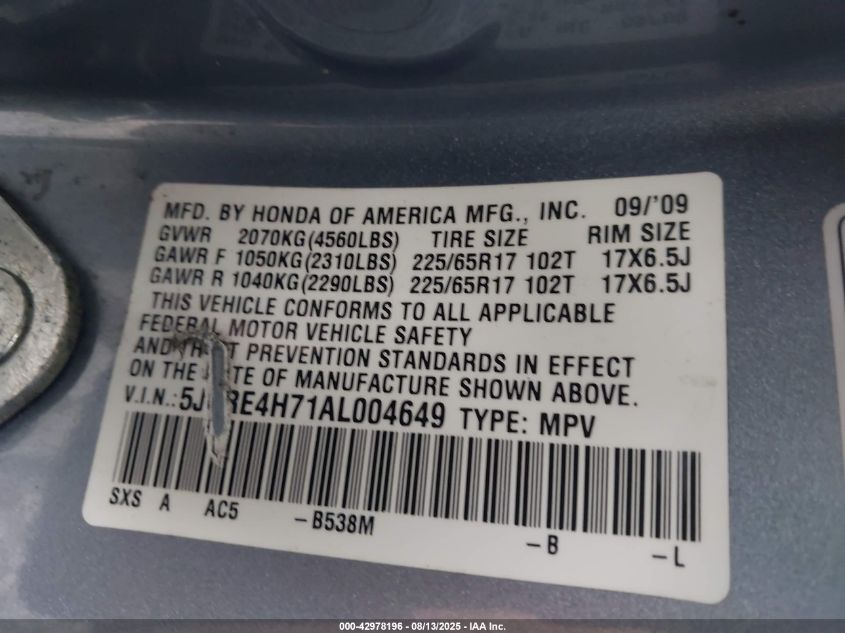 MFD. BY HONDA OF AMERICA MFG., INC. 09/'09
GVWR 2070KG(4560LBS) TIRE SIZE RIM SIZE
GAWR F 1050KG(2310LBS) 225/65R17 102T 17X6.5J
GAWR R 1040KG(2290LBS) 225/65R17 102T 17X6.5J
THIS VEHICLE CONFORMS TO ALL APPLICABLE
FEDERAL MOTOR VEHICLE SAFETY
AND PREVENTION STANDARDS IN EFFECT
ON THE OF MANUFACTURE SHOWN ABOVE.
V.I.N.: TYPE: MPV
SXS A AC5 -B538M -B -L
000-42978196 - 08/13/2025 - IAA Inc.